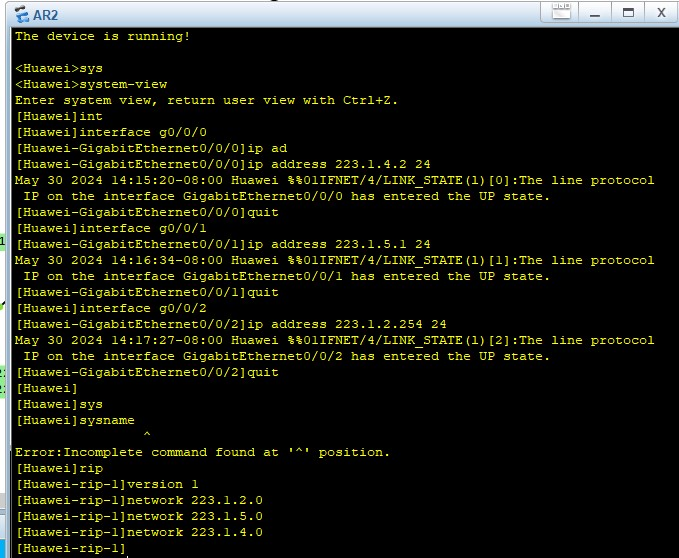 AR2
The device is running!
<Huawei>sys
<Huawei>system-view
Enter system view, return user view with Ctrl+Z.
[Huawei]int
[Huawei]interface g0/0/0
[Huawei-GigabitEthernet0/0/0]ip ad
[Huawei-GigabitEthernet0/0/0]ip address 223.1.4.2 24
May 30 2024 14:15:20-08:00 Huawei %%01IFNET/4/LINK_STATE(l)[0]:The line protocol
IP on the interface GigabitEthernet0/0/0 has entered the UP state.
[Huawei-GigabitEthernet0/0/0]quit
[Huawei]interface g0/0/1
[Huawei-GigabitEthernet0/0/1]ip address 223.1.5.1 24
May 30 2024 14:16:34-08:00 Huawei %%01IFNET/4/LINK_STATE(l)[1]:The line protocol
IP on the interface GigabitEthernet0/0/1 has entered the UP state.
[Huawei-GigabitEthernet0/0/1]quit
[Huawei]interface g0/0/2
[Huawei-GigabitEthernet0/0/2]ip address 223.1.2.254 24
May 30 2024 14:17:27-08:00 Huawei %%01IFNET/4/LINK_STATE(l)[2]:The line protocol
IP on the interface GigabitEthernet0/0/2 has entered the UP state.
[Huawei-GigabitEthernet0/0/2]quit
[Huawei]
[Huawei]sys
[Huawei]sysname
^
Error:Incomplete command found at '^' position.
[Huawei]rip
[Huawei-rip-1]version 1
[Huawei-rip-1]network 223.1.2.0
[Huawei-rip-1]network 223.1.5.0
[Huawei-rip-1]network 223.1.4.0
[Huawei-rip-1]